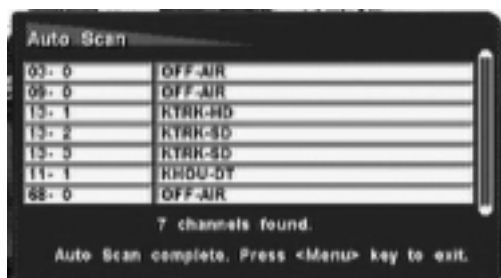 Auto Scan
03- 0 OFF-AIR
09- 0 OFF-AIR
13- 1 KTRK-HD
13- 2 KTRK-SD
13- 3 KTRK-SD
11- 1 KHOU-DT
68- 0 OFF-AIR
7 channels found.
Auto Scan complete. Press <Menu> key to exit.